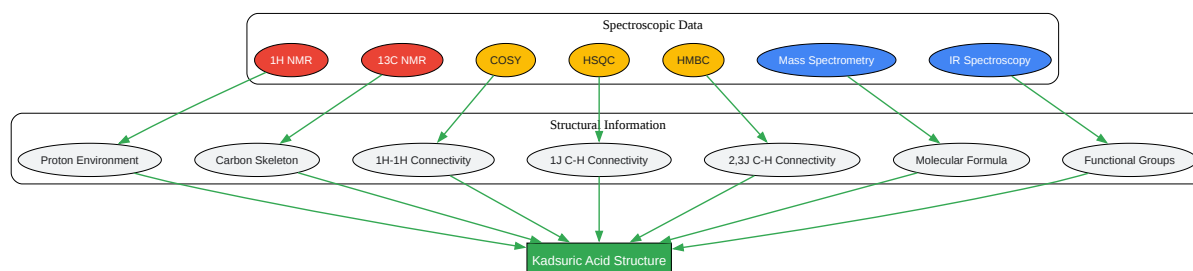 Spectroscopic Data
1H NMR
13C NMR
COSY
HSQC
HMBC
Mass Spectrometry
IR Spectroscopy
Structural Information
Proton Environment
Carbon Skeleton
1H-1H Connectivity
1J C-H Connectivity
2,3J C-H Connectivity
Molecular Formula
Functional Groups
Kadsuric Acid Structure